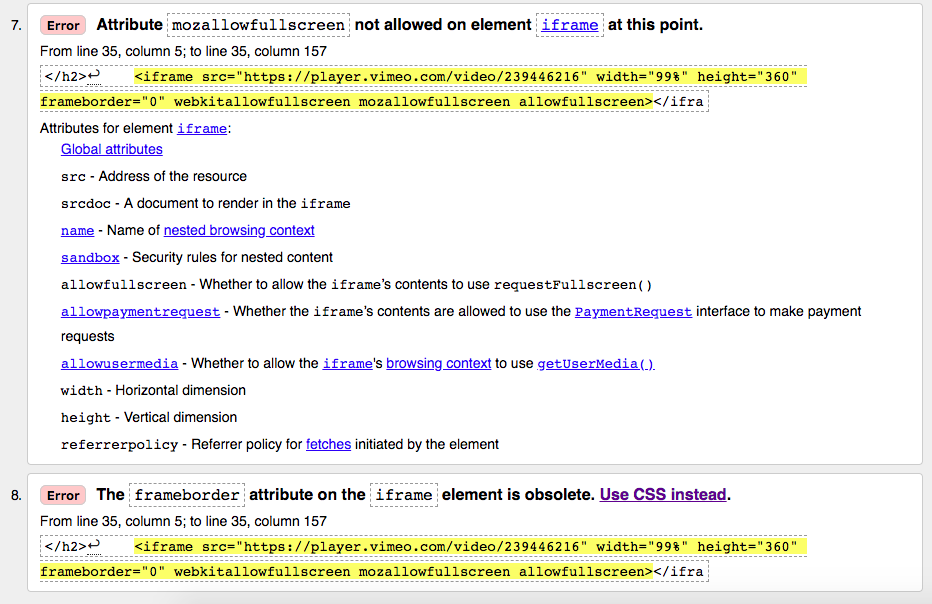 7. Error Attribute mozallowfullscreen not allowed on element iframe at this point.
From line 35, column 5; to line 35, column 157
</h2>↩ <iframe src="https://player.vimeo.com/video/239446216" width="99%" height="360"
frameborder="0" webkitallowfullscreen mozallowfullscreen allowfullscreen></ifra
Attributes for element iframe:
Global attributes
src - Address of the resource
srcdoc - A document to render in the iframe
name - Name of nested browsing context
sandbox - Security rules for nested content
allowfullscreen - Whether to allow the iframe's contents to use requestFullscreen()
allowpaymentrequest - Whether the iframe's contents are allowed to use the PaymentRequest interface to make payment
requests
allowusermedia - Whether to allow the iframe's browsing context to use getUserMedia()
width - Horizontal dimension
height - Vertical dimension
referrerpolicy - Referrer policy for fetches initiated by the element
8. Error The frameborder attribute on the iframe element is obsolete. Use CSS instead.
From line 35, column 5; to line 35, column 157
</h2>↩ <iframe src="https://player.vimeo.com/video/239446216" width="99%" height="360"
frameborder="0" webkitallowfullscreen mozallowfullscreen allowfullscreen></ifra